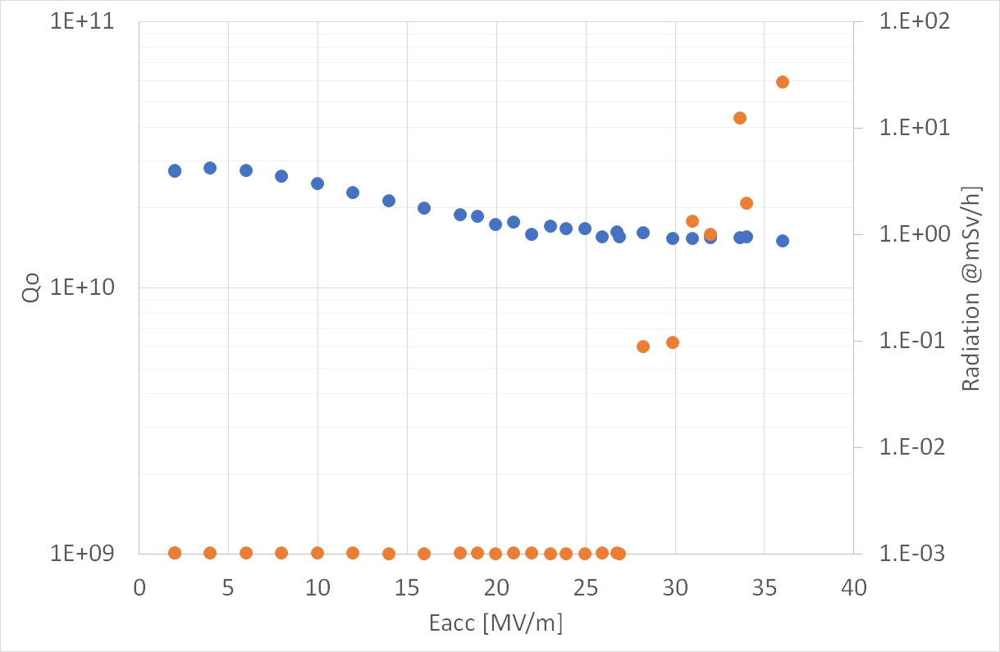 1E+11
1E+10
1E+09
Qo
0 5 10 15 20 25 30 35 40
Eacc [MV/m]
1.E+02
1.E+01
1.E+00
1.E-01
1.E-02
1.E-03
Radiation @mSv/h]